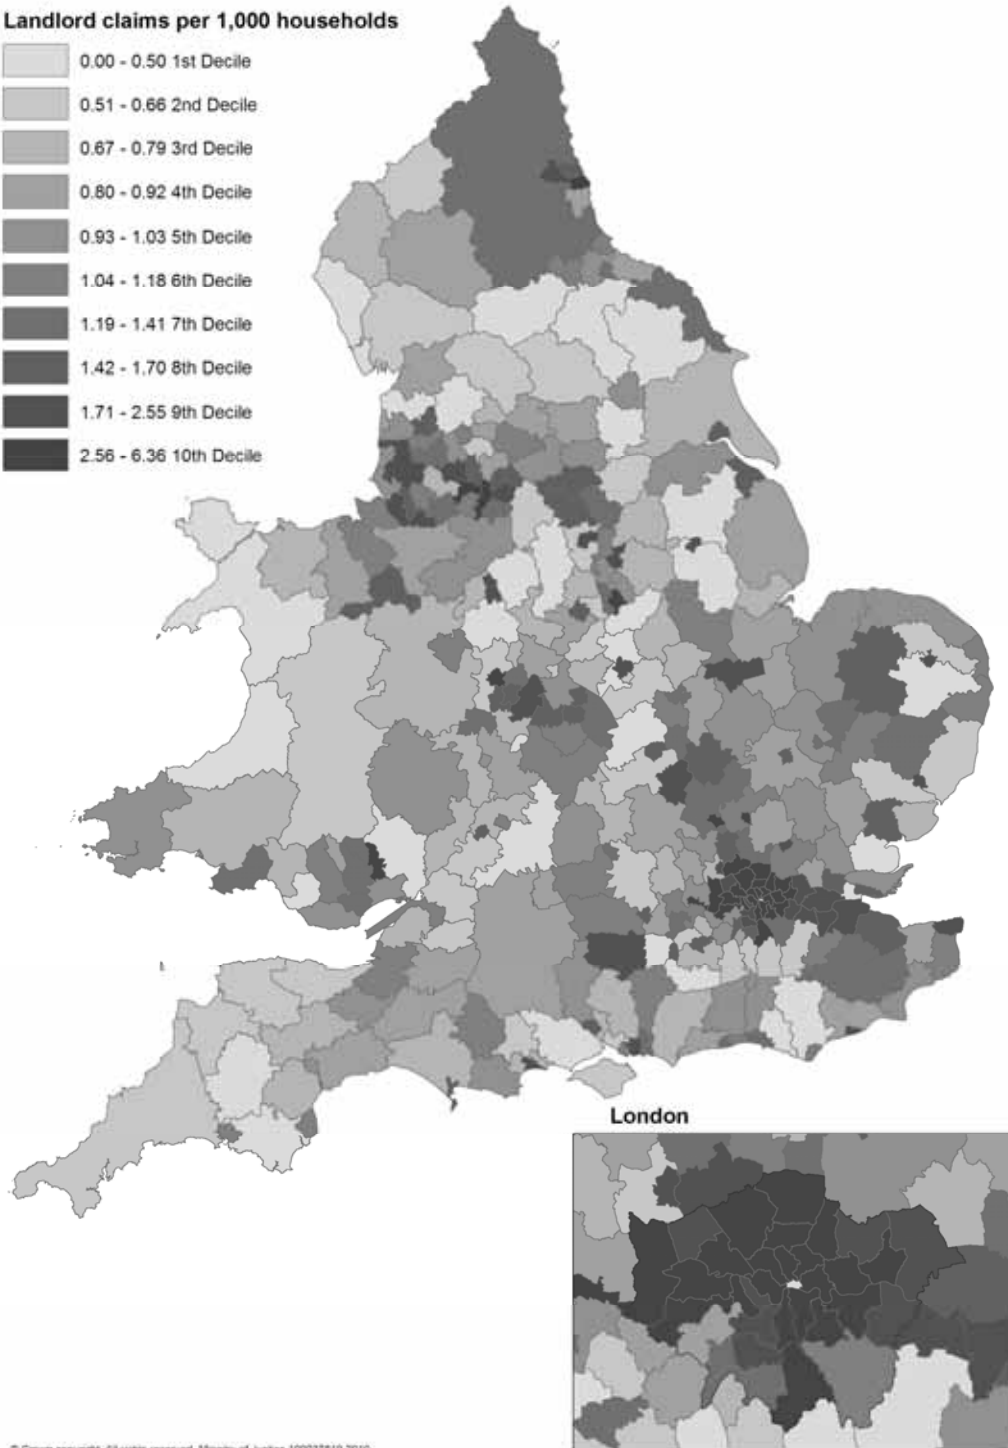 Landlord claims per 1,000 households
0.00 - 0.50 1st Decile
0.51 - 0.66 2nd Decile
0.67 - 0.79 3rd Decile
0.80 - 0.92 4th Decile
0.93 - 1.03 5th Decile
1.04 - 1.18 6th Decile
1.19 - 1.41 7th Decile
1.42 - 1.70 8th Decile
1.71 - 2.55 9th Decile
2.56 - 6.36 10th Decile
London